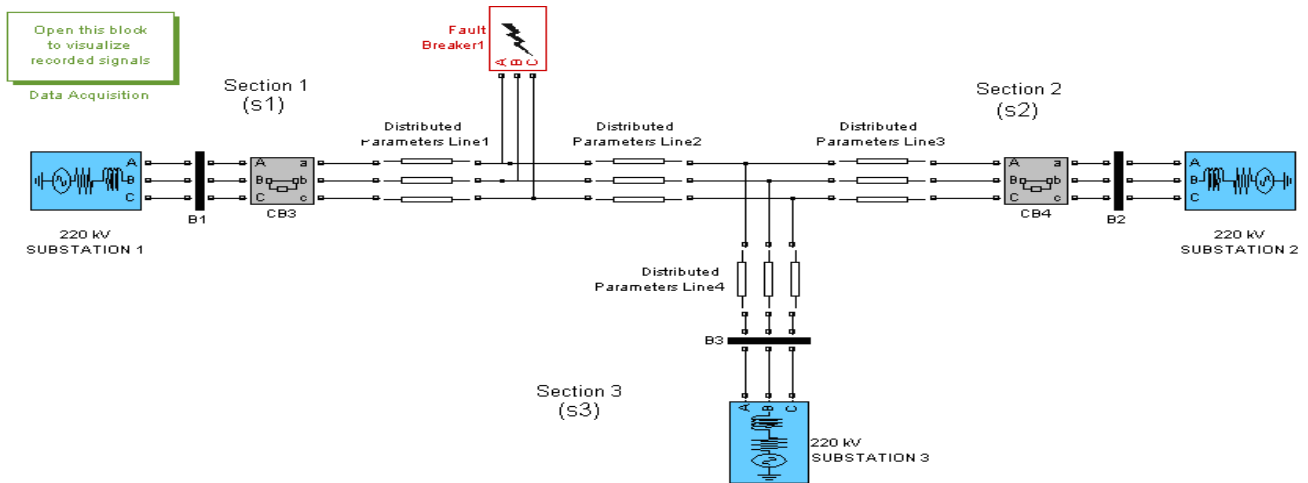 Open this block
to visualize
recorded signals
Data Acquisition
Fault
Breaker1
A B C
Section 1
(s1)
Section 2
(s2)
Distributed
Parameters Line1
Distributed
Parameters Line2
Distributed
Parameters Line3
A
B
C
A a
B b
C c
A a
B b
C c
A
B
C
B1
CB3
CB4
B2
220 kV
SUBSTATION 1
220 kV
SUBSTATION 2
Distributed
Parameters Line4
B3
Section 3
(s3)
A B C
220 kV
SUBSTATION 3